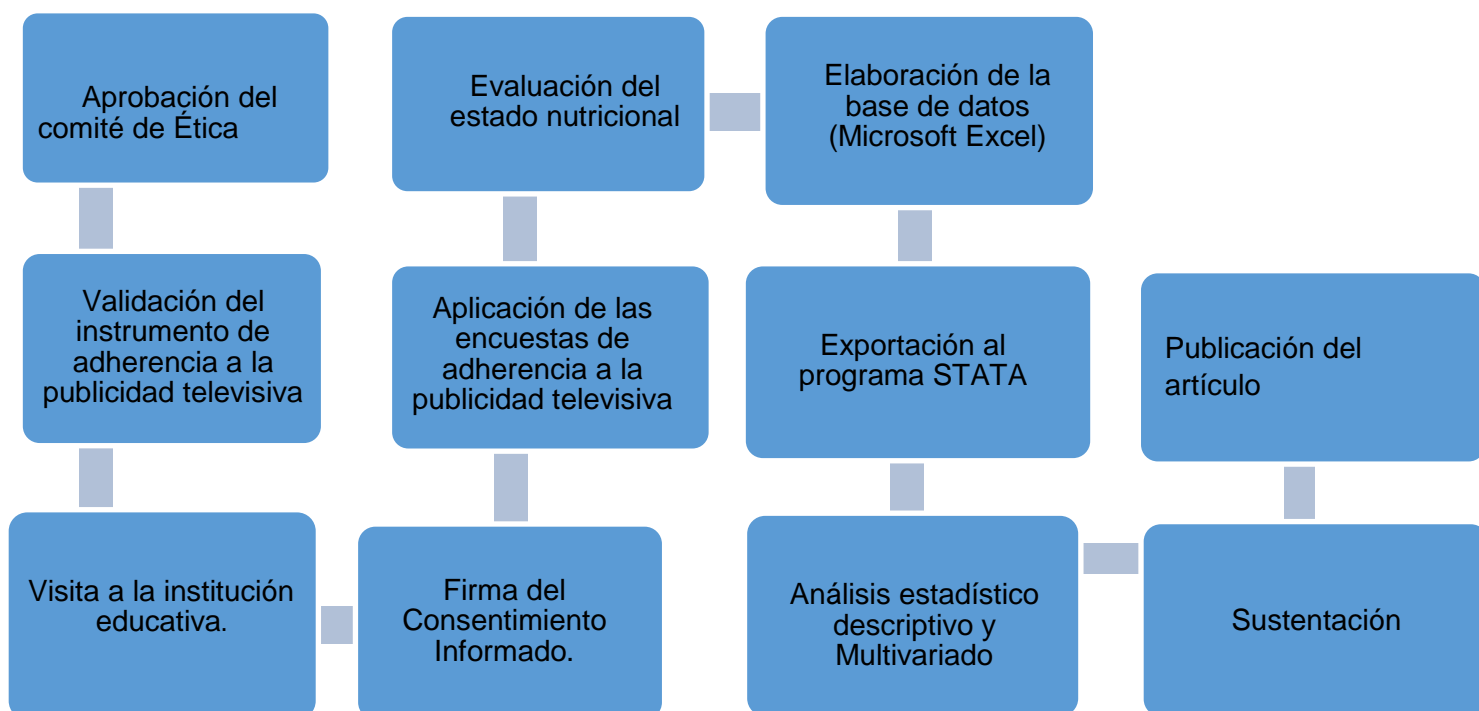 Aprobación del
comité de Ética
Validación del
instrumento de
adherencia a la
publicidad televisiva
Visita a la institución
educativa.
Firma del
Consentimiento
Informado.
Aplicación de las
encuestas de
adherencia a la
publicidad televisiva
Evaluación del
estado nutricional
Elaboración de la
base de datos
(Microsoft Excel)
Exportación al
programa STATA
Análisis estadístico
descriptivo y
Multivariado
Sustentación
Publicación del
artículo